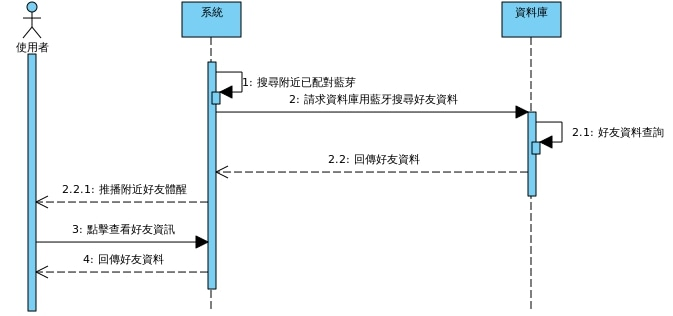 系統
資料庫
使用者
1: 搜尋附近已配對藍芽
2: 請求資料庫用藍牙搜尋好友資料
2.1: 好友資料查詢
2.2: 回傳好友資料
2.2.1: 推播附近好友體醒
3: 點擊查看好友資訊
4: 回傳好友資料